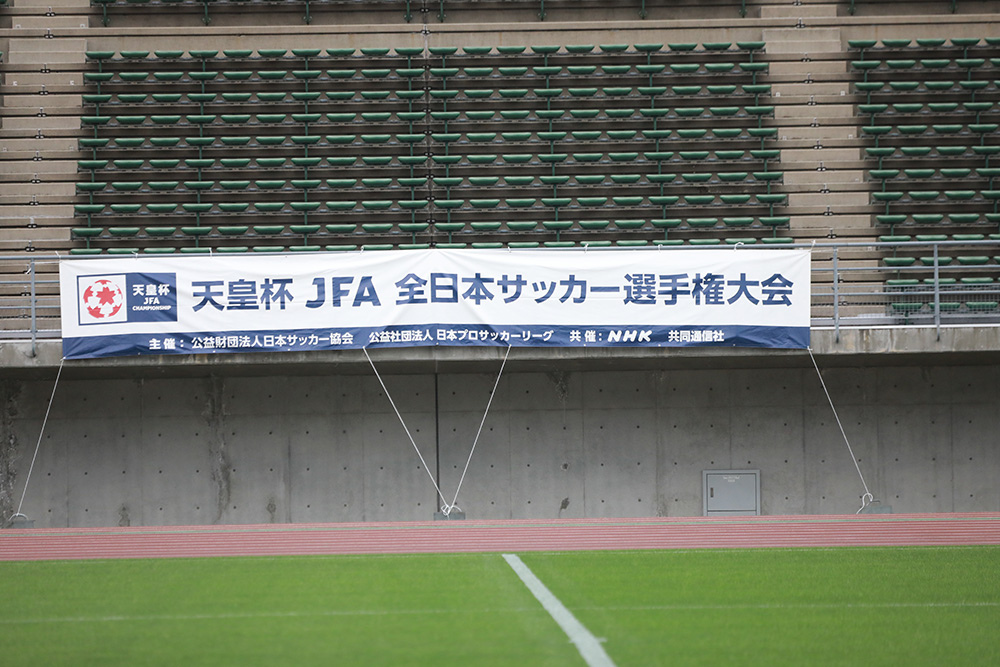 天皇杯
JFA
CHAMPIONSHIP
天皇杯 JFA 全日本サッカー選手権大会
主催：公益財団法人日本サッカー協会 公益社団法人 日本プロサッカーリーグ 共催：NHK 共同通信社